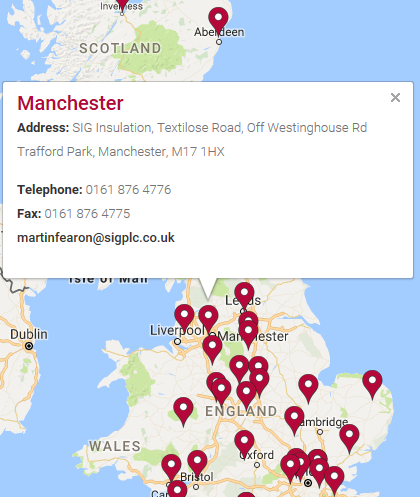 Inverness
Aberdeen
SCOTLAND
Manchester
×
Address: SIG Insulation, Textilose Road, Off Westinghouse Rd
Trafford Park, Manchester, M17 1HX
Telephone: 0161 876 4776
Fax: 0161 876 4775
martinfearon@sigplc.co.uk
Isle of Man
Leeds
Dublin
Liverpool
Manchester
ENGLAND
WALES
Oxford
Bristol